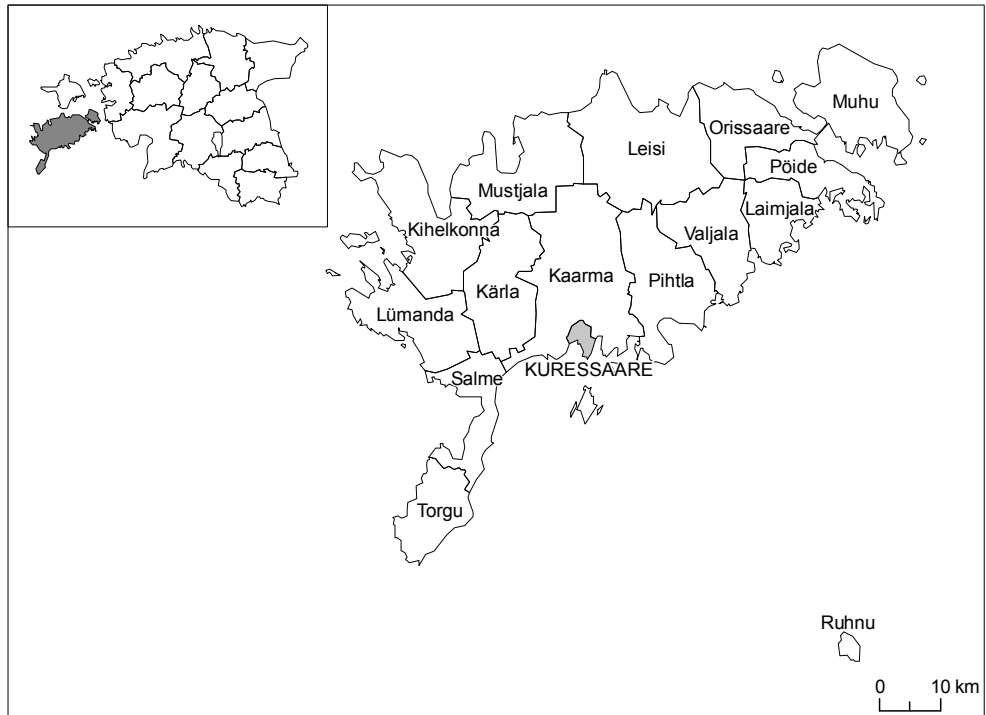 Muhu
Orissaare
Leisi
Pöide
Mustjala
Laimjala
Kihelkonna
Valjala
Kaarma
Pihtla
Kärla
Lümanda
Salme
KURESSAARE
Torgu
Ruhnu
0 10 km